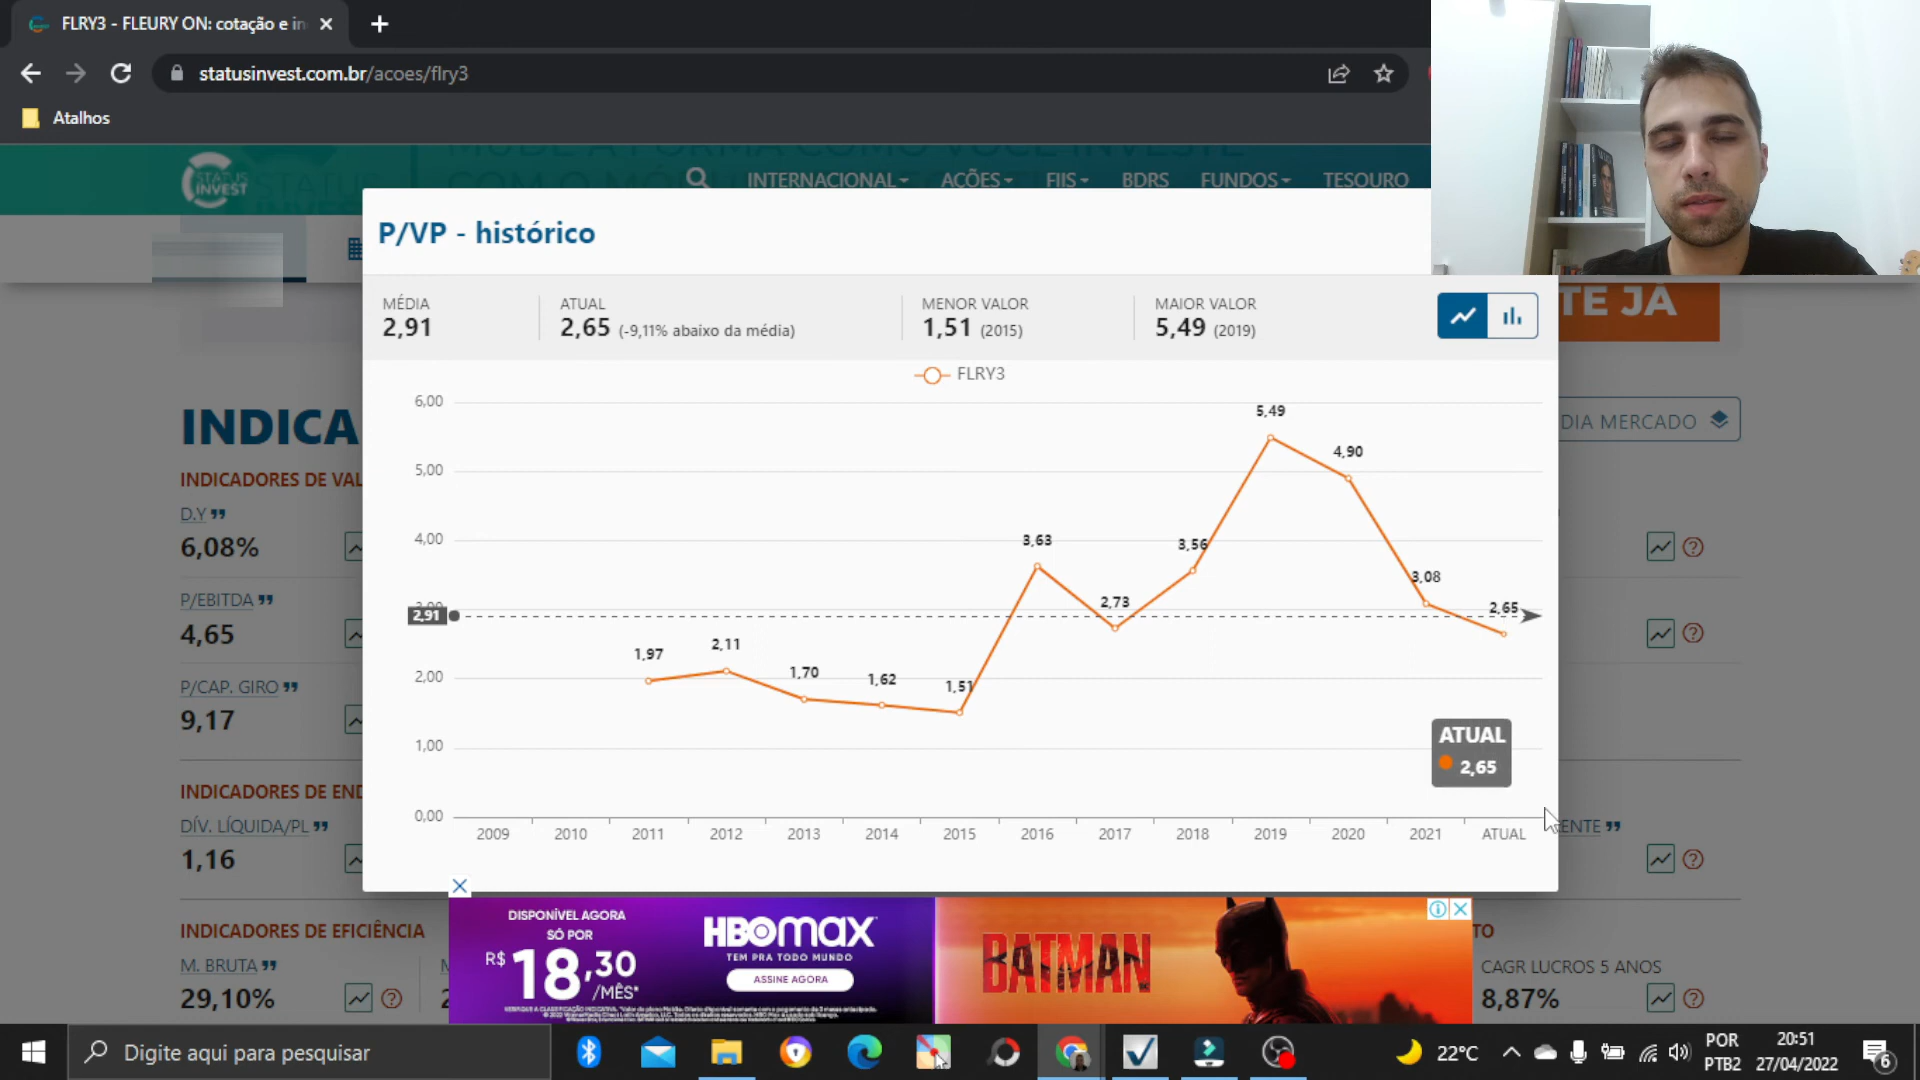 FLRY3 - FLEURY ON: cotação e in
statusinvest.com.br/acoes/flry3
Atalhos
STATUS INVEST
INTERNACIONAL AÇÕES FIIS BDRS FUNDOS TESOURO
P/VP - histórico
MÉDIA
2,91
ATUAL
2,65 (-9,11% abaixo da média)
MENOR VALOR
1,51 (2015)
MAIOR VALOR
5,49 (2019)
TE JÁ
FLRY3
6,00
5,00
4,00
3,00
2,91
2,00
1,00
0,00
1,97
2,11
1,70
1,62
1,51
3,63
2,73
3,56
5,49
4,90
3,08
2,65
ATUAL
2,65
2009 2010 2011 2012 2013 2014 2015 2016 2017 2018 2019 2020 2021 ATUAL
INDICA
DIA MERCADO
INDICADORES DE VAL
D.Y
6,08%
P/EBITDA
4,65
P/CAP. GIRO
9,17
INDICADORES DE END
DÍV. LÍQUIDA/PL
1,16
ENTE
INDICADORES DE EFICIÊNCIA
M. BRUTA
29,10%
TO
CAGR LUCROS 5 ANOS
8,87%
DISPONÍVEL AGORA
SÓ POR
R$ 18,30
/MÊS*
HBOmax
TEM PRA TODO MUNDO
ASSINE AGORA
BATMAN
Digite aqui para pesquisar
22°C
POR
PTB2
20:51
27/04/2022
6